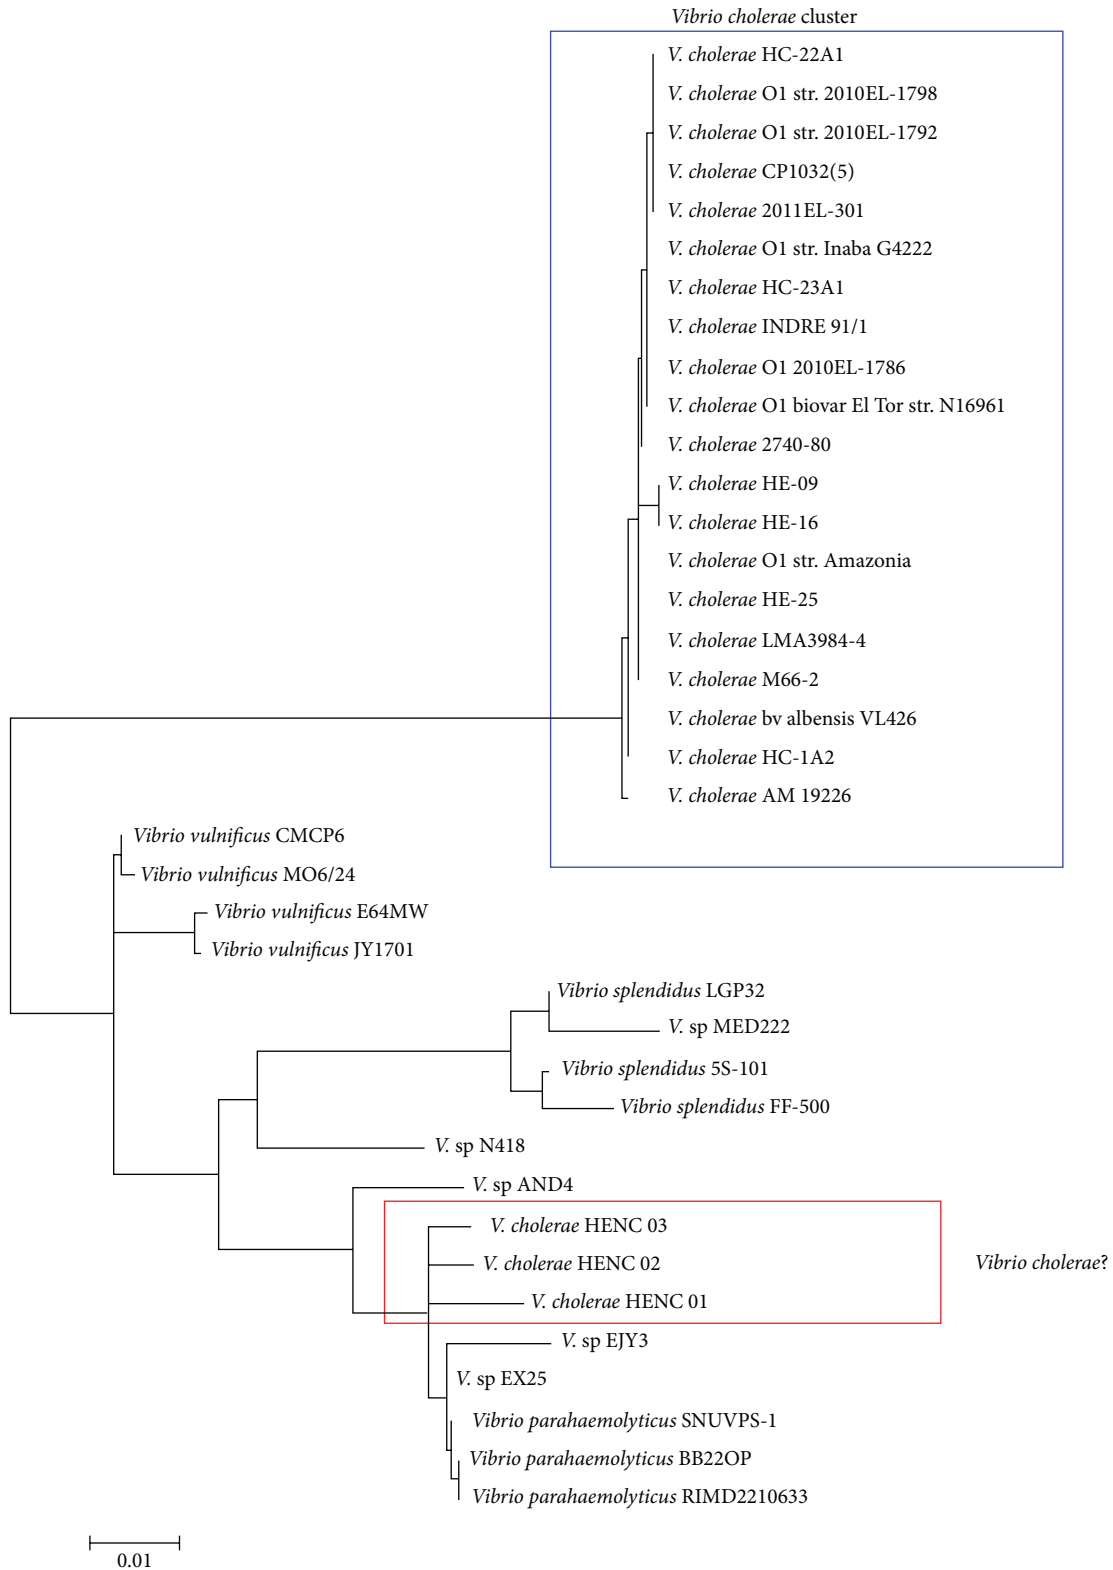 Vibrio cholerae cluster
V. cholerae HC-22A1
V. cholerae O1 str. 2010EL-1798
V. cholerae O1 str. 2010EL-1792
V. cholerae CP1032(5)
V. cholerae 2011EL-301
V. cholerae O1 str. Inaba G4222
V. cholerae HC-23A1
V. cholerae INDRE 91/1
V. cholerae O1 2010EL-1786
V. cholerae O1 biovar El Tor str. N16961
V. cholerae 2740-80
V. cholerae HE-09
V. cholerae HE-16
V. cholerae O1 str. Amazonia
V. cholerae HE-25
V. cholerae LMA3984-4
V. cholerae M66-2
V. cholerae bv albensis VL426
V. cholerae HC-1A2
V. cholerae AM 19226
Vibrio vulnificus CMCP6
Vibrio vulnificus MO6/24
Vibrio vulnificus E64MW
Vibrio vulnificus JY1701
Vibrio splendidus LGP32
V. sp MED222
Vibrio splendidus 5S-101
Vibrio splendidus FF-500
V. sp N418
V. sp AND4
V. cholerae HENC 03
V. cholerae HENC 02
Vibrio cholerae?
V. cholerae HENC 01
V. sp EJY3
V. sp EX25
Vibrio parahaemolyticus SNUVPS-1
Vibrio parahaemolyticus BB22OP
Vibrio parahaemolyticus RIMD2210633
0.01